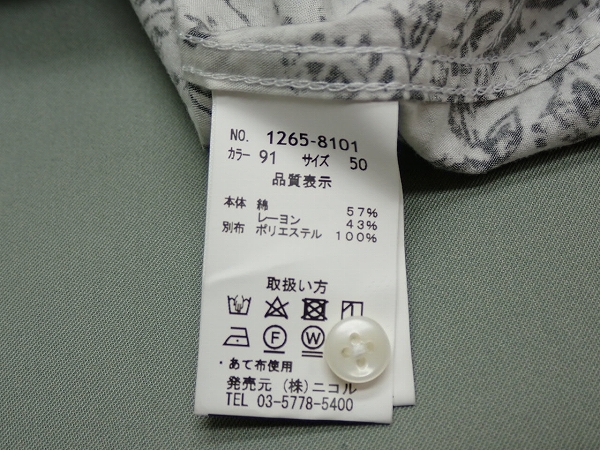 NO. 1265-8101
カラー 91 サイズ 50
品質表示
本体 綿 57%
レーヨン 43%
別布 ポリエステル 100%
取扱い方
F W
・あて布使用
発売元 (株)ニコル
TEL 03-5778-5400